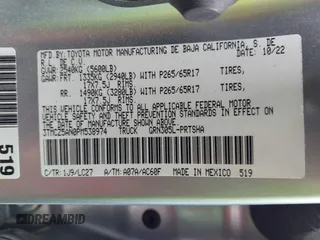 MFD.BY:TOYOTA MOTOR MANUFACTURING DE BAJA CALIFORNIA, S. DE
R.L. DE C.V. 10/22
GVWR 2540KG (5600LB)
GAWR FRT 1335KG (2940LB) WITH P265/65R17 TIRES,
17X7.5J RIMS
RR 1490KG (3280LB) WITH P265/65R17 TIRES,
17X7.5J RIMS
THIS VEHICLE CONFORMS TO ALL APPLICABLE FEDERAL MOTOR
VEHICLE SAFETY AND THEFT PREVENTION STANDARDS IN EFFECT
ON THE DATE OF MANUFACTURE SHOWN ABOVE.
3TMCZ5AN0PM538974 TRUCK GRN305L-PRTSHA
C/TR:1J9/LC27 A/TM:A07A/AC60F MADE IN MEXICO 519
519
DREAMBID